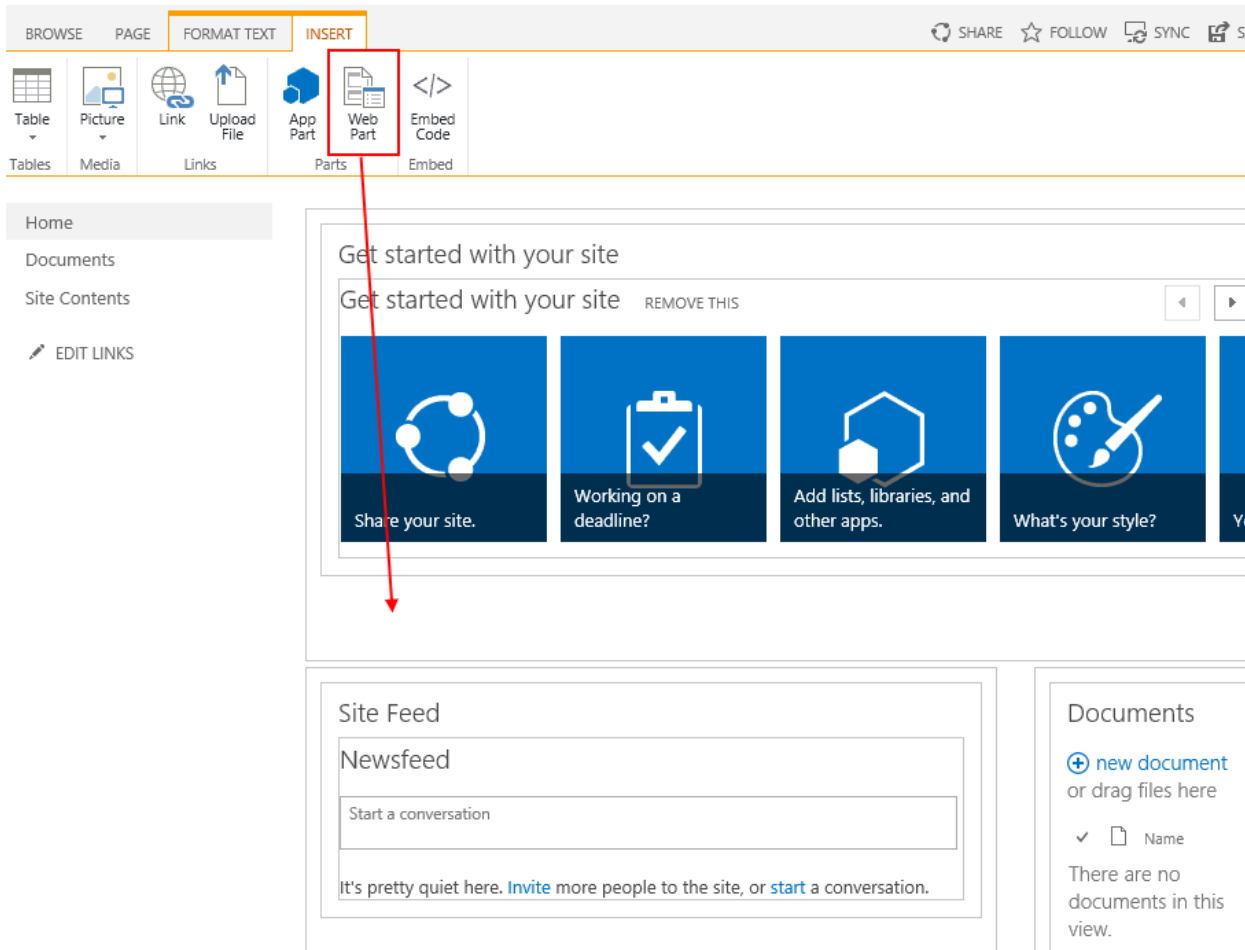 BROWSE PAGE FORMAT TEXT INSERT SHARE FOLLOW SYNC S
Table Picture Link Upload File App Part Web Part Embed Code
Tables Media Links Parts Embed
Home
Documents
Site Contents
EDIT LINKS
Get started with your site
Get started with your site REMOVE THIS
Share your site.
Working on a
deadline?
Add lists, libraries, and
other apps.
What's your style?
Site Feed
Newsfeed
Start a conversation
It's pretty quiet here. Invite more people to the site, or start a conversation.
Documents
new document
or drag files here
Name
There are no
documents in this
view.